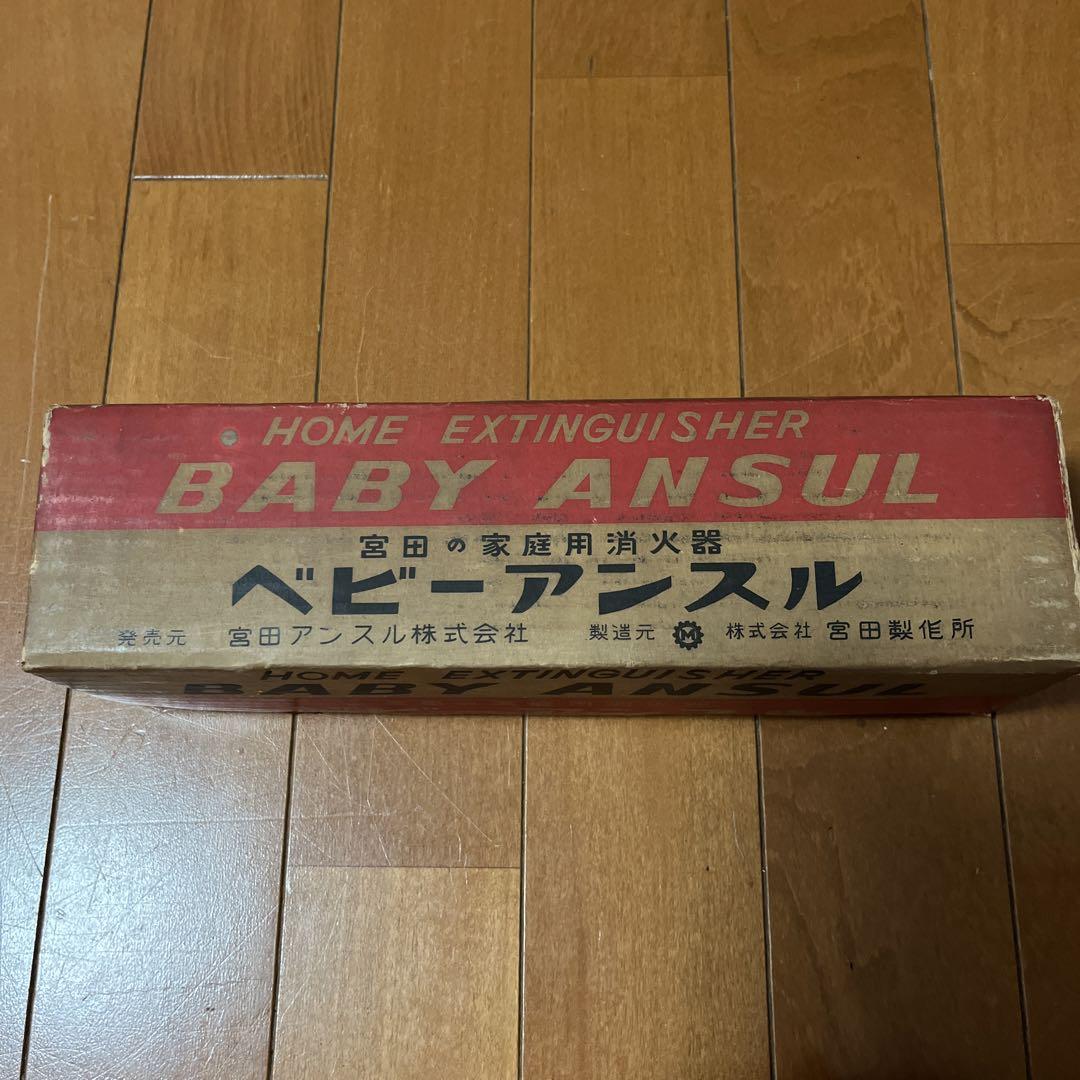 HOME EXTINGUISHER
BABY ANSUL
宮田の家庭用消火器
ベビーアンスル
発売元 宮田アンスル株式会社 製造元 M 株式会社 宮田製作所
HOME EXTINGUISHER
BABY ANSUL